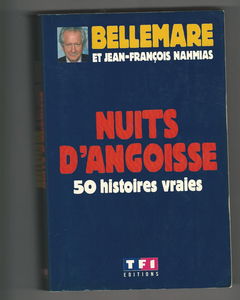 BELLEMARE
ET JEAN-FRANÇOIS NAHMIAS
NUITS
D'ANGOISSE
50 histoires vraies
TF1
EDITIONS